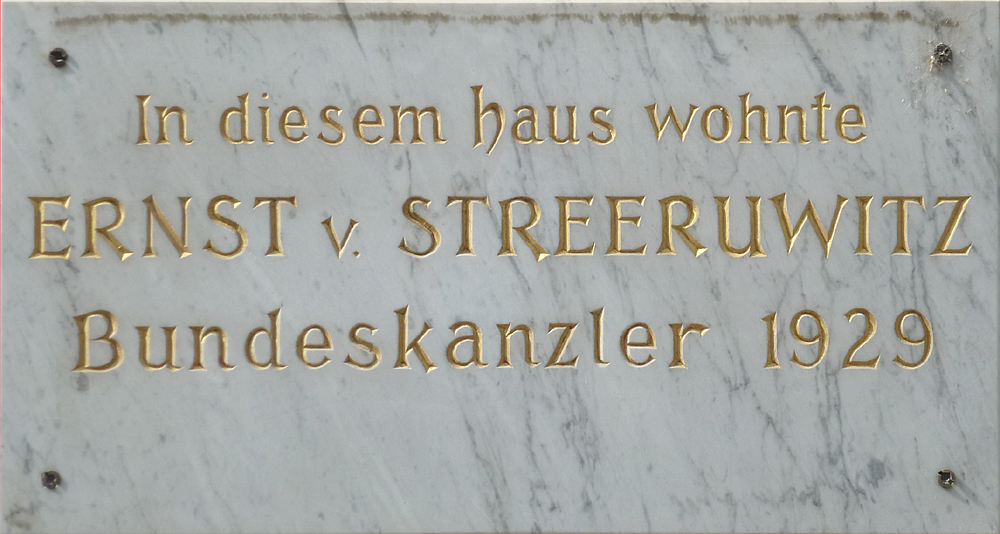 In diesem haus wohnte
ERNST v. STREERUWITZ
Bundeskanzler 1929